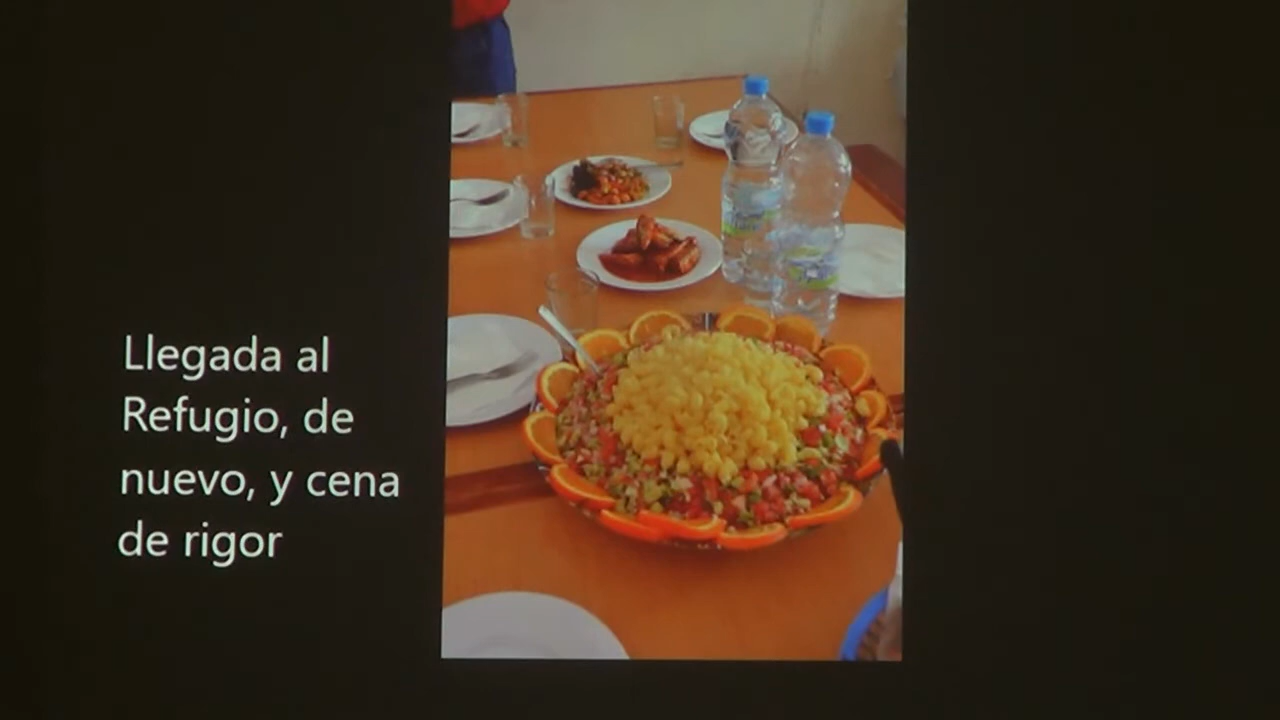 Llegada al
Refugio, de
nuevo, y cena
de rigor